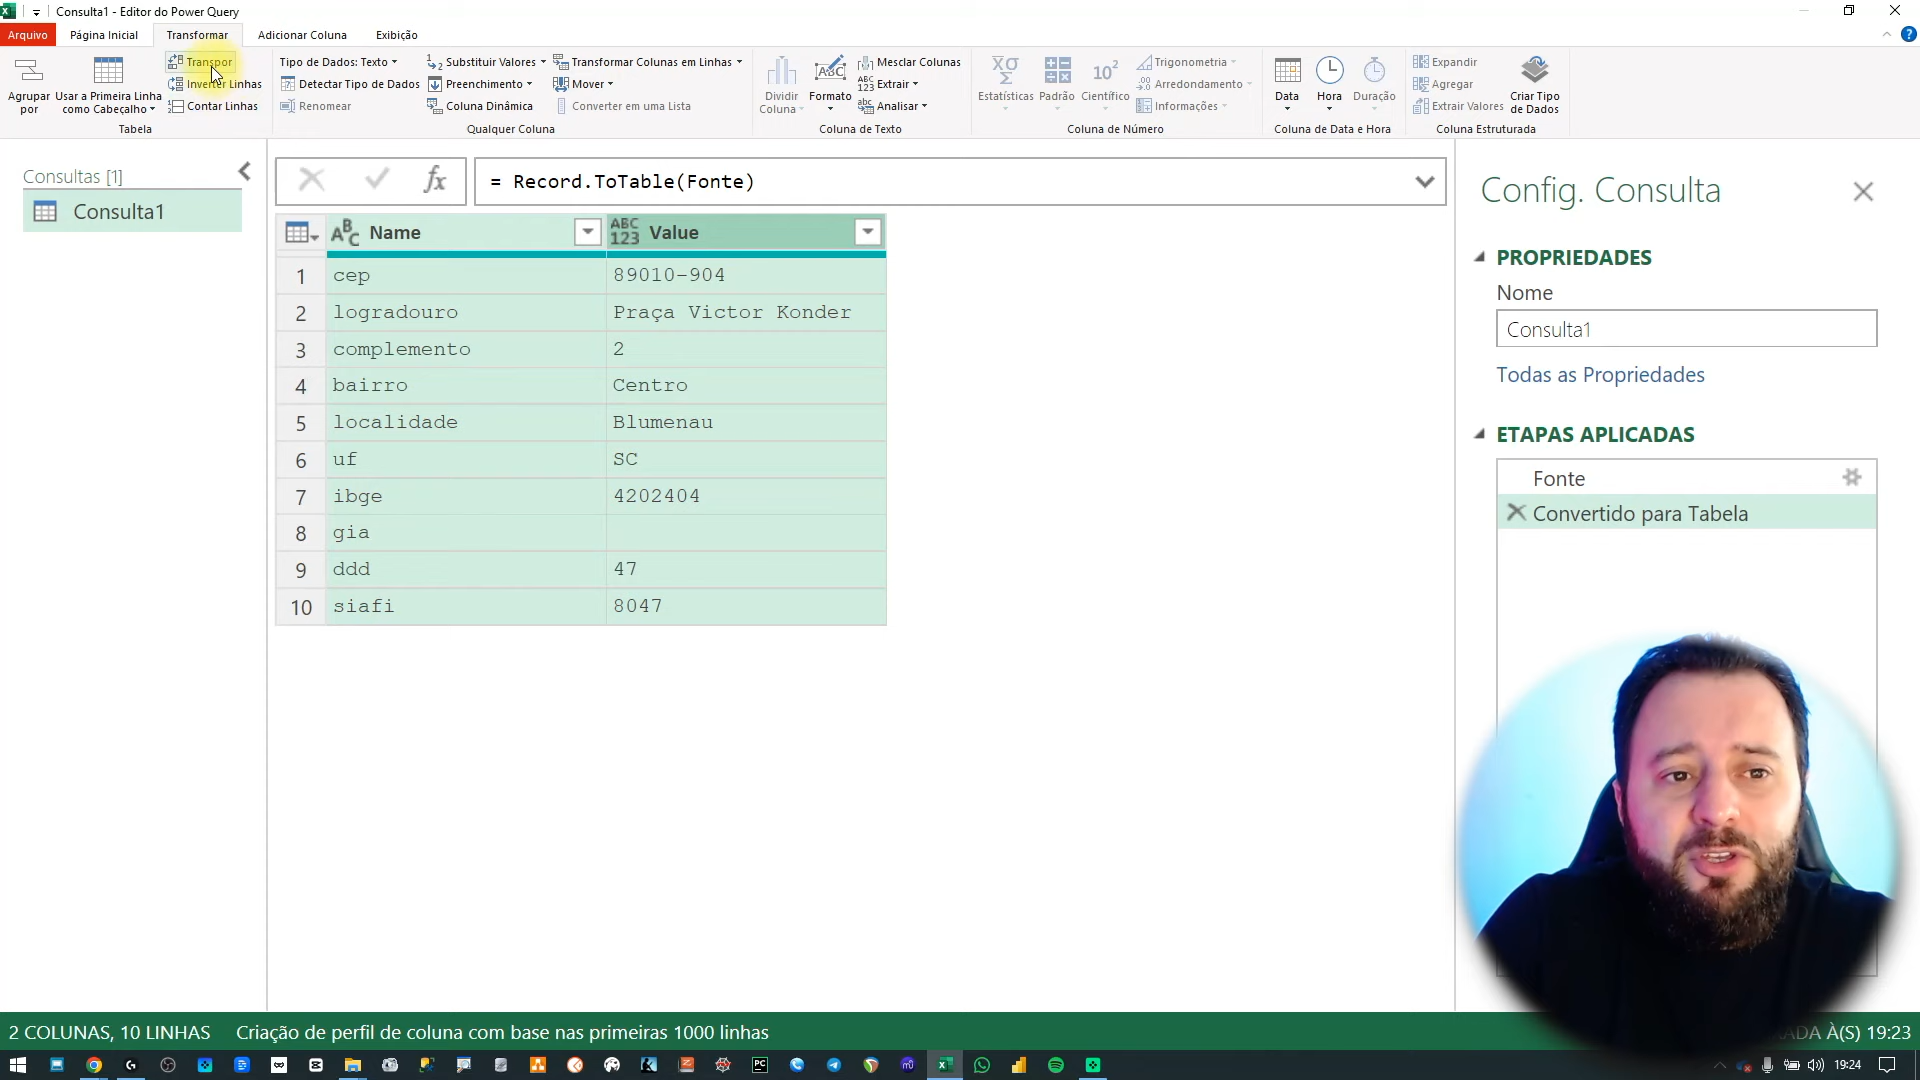 Consulta1 - Editor do Power Query
Arquivo
Página Inicial
Transformar
Adicionar Coluna
Exibição
Agrupar por
Usar a Primeira Linha como Cabeçalho
Transpor
Inverter Linhas
Contar Linhas
Tabela
Tipo de Dados: Texto
Detectar Tipo de Dados
Renomear
Substituir Valores
Preenchimento
Coluna Dinâmica
Transformar Colunas em Linhas
Mover
Converter em uma Lista
Qualquer Coluna
Dividir Coluna
Formato
Mesclar Colunas
Extrair
Analisar
Coluna de Texto
Estatísticas
Padrão
Científico
Trigonometria
Arredondamento
Informações
Coluna de Número
Data
Hora
Duração
Coluna de Data e Hora
Expandir
Agregar
Extrair Valores
Criar Tipo de Dados
Coluna Estruturada
Consultas [1]
Consulta1
fx
= Record.ToTable(Fonte)
Name
Value
1 cep 89010-904
2 logradouro Praça Victor Konder
3 complemento 2
4 bairro Centro
5 localidade Blumenau
6 uf SC
7 ibge 4202404
8 gia
9 ddd 47
10 siafi 8047
Config. Consulta
PROPRIEDADES
Nome
Consulta1
Todas as Propriedades
ETAPAS APLICADAS
Fonte
Convertido para Tabela
2 COLUNAS, 10 LINHAS
Criação de perfil de coluna com base nas primeiras 1000 linhas
À(S) 19:23
19:24